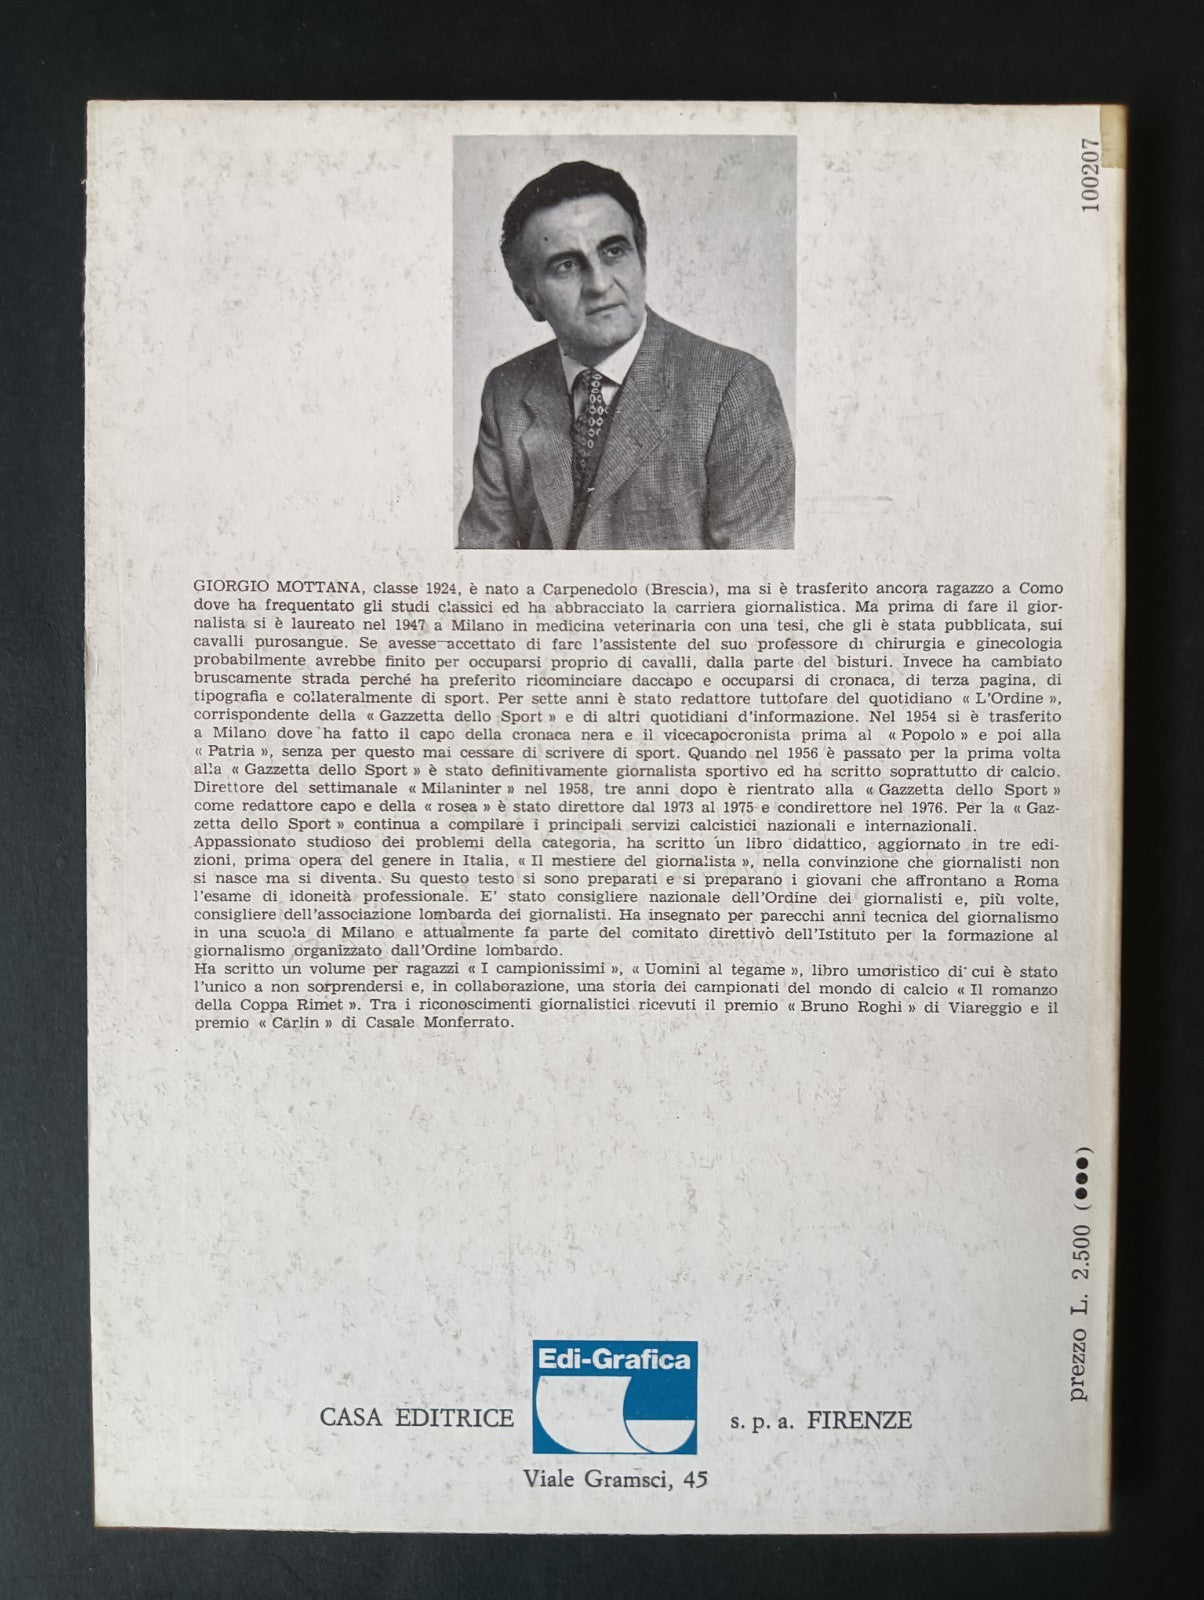 100207
GIORGIO MOTTANA, classe 1924, è nato a Carpenedolo (Brescia), ma si è trasferito ancora ragazzo a Como
dove ha frequentato gli studi classici ed ha abbracciato la carriera giornalistica. Ma prima di fare il gior-
nalista si è laureato nel 1947 a Milano in medicina veterinaria con una tesi, che gli è stata pubblicata, sui
cavalli purosangue. Se avesse accettato di fare l'assistente del suo professore di chirurgia e ginecologia
probabilmente avrebbe finito per occuparsi proprio di cavalli, dalla parte del bisturi. Invece ha cambiato
bruscamente strada perché ha preferito ricominciare daccapo e occuparsi di cronaca, di terza pagina, di
tipografia e collateralmente di sport. Per sette anni è stato redattore tuttofare del quotidiano « L'Ordine »,
corrispondente della « Gazzetta dello Sport » e di altri quotidiani d'informazione. Nel 1954 si è trasferito
a Milano dove ha fatto il capo della cronaca nera e il vicecapocronista prima al « Popolo » e poi alla
« Patria », senza per questo mai cessare di scrivere di sport. Quando nel 1956 è passato per la prima volta
alla « Gazzetta dello Sport » è stato definitivamente giornalista sportivo ed ha scritto soprattutto di calcio.
Direttore del settimanale « Milaninter » nel 1958, tre anni dopo è rientrato alla « Gazzetta dello Sport »
come redattore capo e della « rosea » è stato direttore dal 1973 al 1975 e condirettore nel 1976. Per la « Gaz-
zetta dello Sport » continua a compilare i principali servizi calcistici nazionali e internazionali.
Appassionato studioso dei problemi della categoria, ha scritto un libro didattico, aggiornato in tre edi-
zioni, prima opera del genere in Italia, « Il mestiere del giornalista », nella convinzione che giornalisti non
si nasce ma si diventa. Su questo testo si sono preparati e si preparano i giovani che affrontano a Roma
l'esame di idoneità professionale. E' stato consigliere nazionale dell'Ordine dei giornalisti e, più volte,
consigliere dell'associazione lombarda dei giornalisti. Ha insegnato per parecchi anni tecnica del giornalismo
in una scuola di Milano e attualmente fa parte del comitato direttivo dell'Istituto per la formazione al
giornalismo organizzato dall'Ordine lombardo.
Ha scritto un volume per ragazzi « I campionissimi », « Uomini al tegame », libro umoristico di cui è stato
l'unico a non sorprendersi e, in collaborazione, una storia dei campionati del mondo di calcio « Il romanzo
della Coppa Rimet ». Tra i riconoscimenti giornalistici ricevuti il premio « Bruno Roghi » di Viareggio e il
premio « Carlin » di Casale Monferrato.
prezzo L. 2.500 (●●●)
Edi-Grafica
CASA EDITRICE s. p. a. FIRENZE
Viale Gramsci, 45